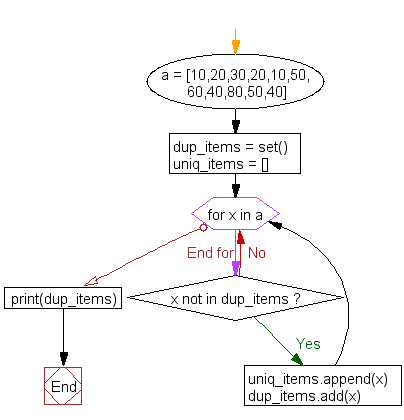 a = [10,20,30,20,10,50,
60,40,80,50,40]
dup_items = set()
uniq_items = []
for x in a
End for
No
print(dup_items)
x not in dup_items ?
Yes
End
uniq_items.append(x)
dup_items.add(x)